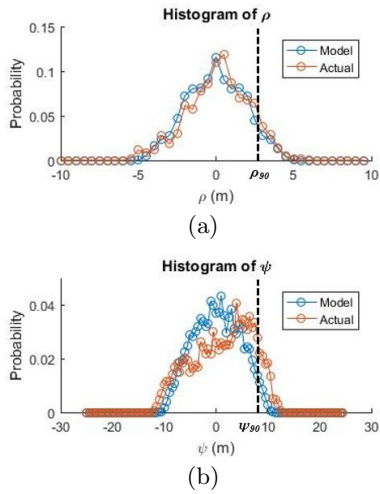 Histogram of ρ
0.15
0.1
0.05
0
Probability
Model
Actual
-10
-5
0
5
10
ρ90
ρ (m)
(a)
Histogram of ψ
0.04
0.02
0
Probability
Model
Actual
-30
-20
-10
0
10
20
30
Ψ90
ψ (m)
(b)